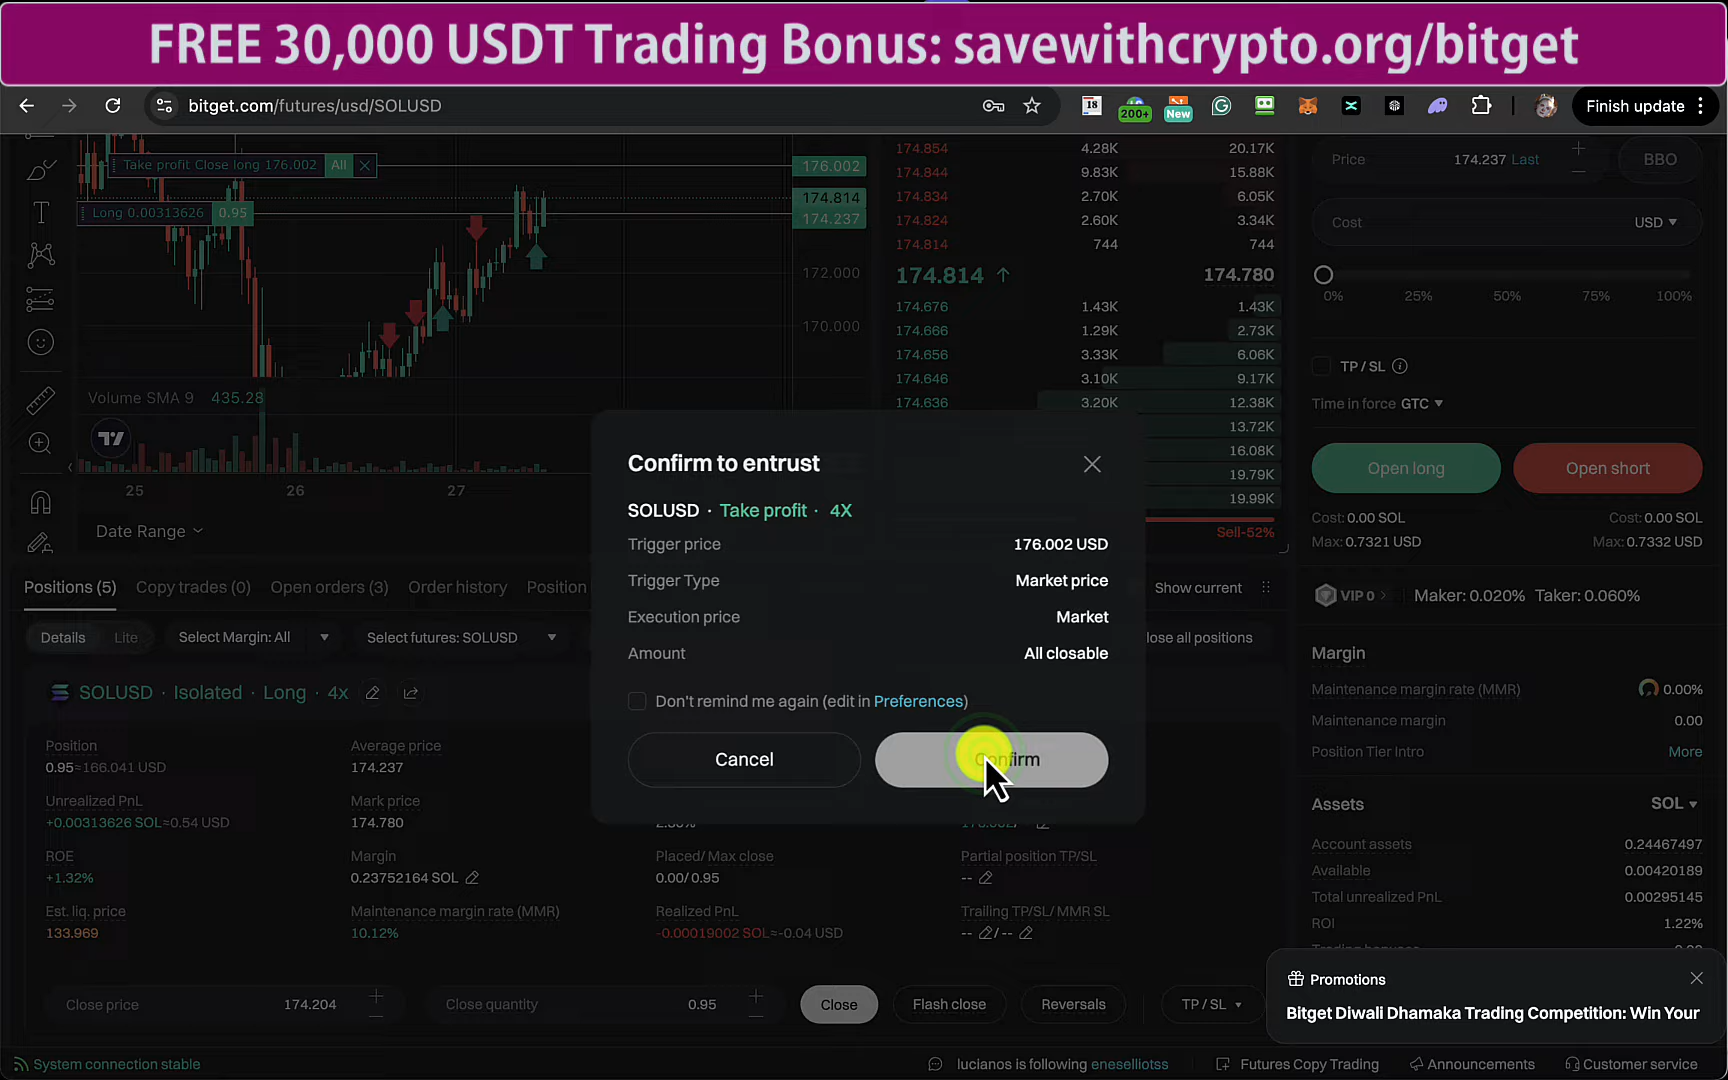 FREE 30,000 USDT Trading Bonus: savewithcrypto.org/bitget
bitget.com/futures/usd/SOLUSD
18
200+
New
Finish update
Take profit Close long 176.002 All
Long 0.00313626 0.95
176.002
174.814
174.237
172.000
170.000
Volume SMA 9 435.28
25 26 27
Date Range
174.854 4.28K 20.17K
174.844 9.83K 15.88K
174.834 2.70K 6.05K
174.824 2.60K 3.34K
174.814 744 744
174.814 ↑ 174.780
174.676 1.43K 1.43K
174.666 1.29K 2.73K
174.656 3.33K 6.06K
174.646 3.10K 9.17K
174.636 3.20K 12.38K
13.72K
16.08K
19.79K
19.99K
Sell-52%
Price 174.237 Last BBO
Cost USD
0% 25% 50% 75% 100%
TP / SL
Time in force GTC
Open long Open short
Cost: 0.00 SOL Cost: 0.00 SOL
Max: 0.7321 USD Max: 0.7332 USD
VIP 0 > Maker: 0.020% Taker: 0.060%
Margin
Maintenance margin rate (MMR) 0.00%
Maintenance margin 0.00
Position Tier Intro More
Assets SOL
Account assets 0.24467497
Available 0.00420189
Total unrealized PnL 0.00295145
ROI 1.22%
Confirm to entrust
SOLUSD · Take profit · 4X
Trigger price 176.002 USD
Trigger Type Market price
Execution price Market
Amount All closable
Don't remind me again (edit in Preferences)
Cancel Confirm
Positions (5) Copy trades (0) Open orders (3) Order history Position Show current
Details Lite Select Margin: All Select futures: SOLUSD lose all positions
SOLUSD · Isolated · Long · 4x
Position Average price
0.95≈166.041 USD 174.237
Unrealized PnL Mark price
+0.00313626 SOL≈0.54 USD 174.780
ROE Margin Placed/ Max close Partial position TP/SL
+1.32% 0.23752164 SOL 0.00/ 0.95 --
Est. liq. price Maintenance margin rate (MMR) Realized PnL Trailing TP/SL/ MMR SL
133.969 10.12% -0.00019002 SOL≈-0.04 USD -- / --
Close price 174.204 Close quantity 0.95 Close Flash close Reversals TP / SL
Promotions
Bitget Diwali Dhamaka Trading Competition: Win Your
System connection stable lucianos is following eneselliotss Futures Copy Trading Announcements Customer service